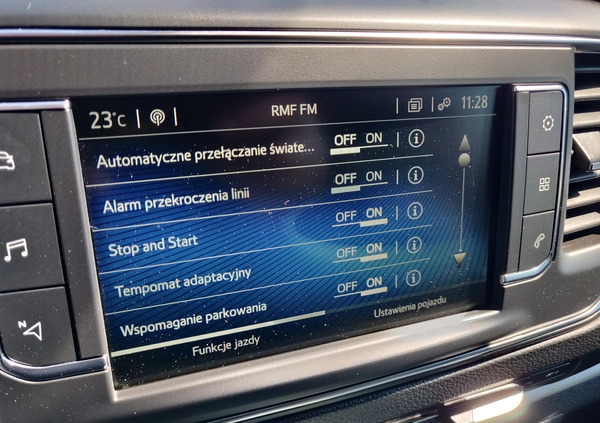 23°C RMF FM 11:28
Automatyczne przełączanie świate... OFF ON
Alarm przekroczenia linii OFF ON
Stop and Start OFF ON
Tempomat adaptacyjny OFF ON
Wspomaganie parkowania OFF ON
Funkcje jazdy Ustawienia pojazdu
N